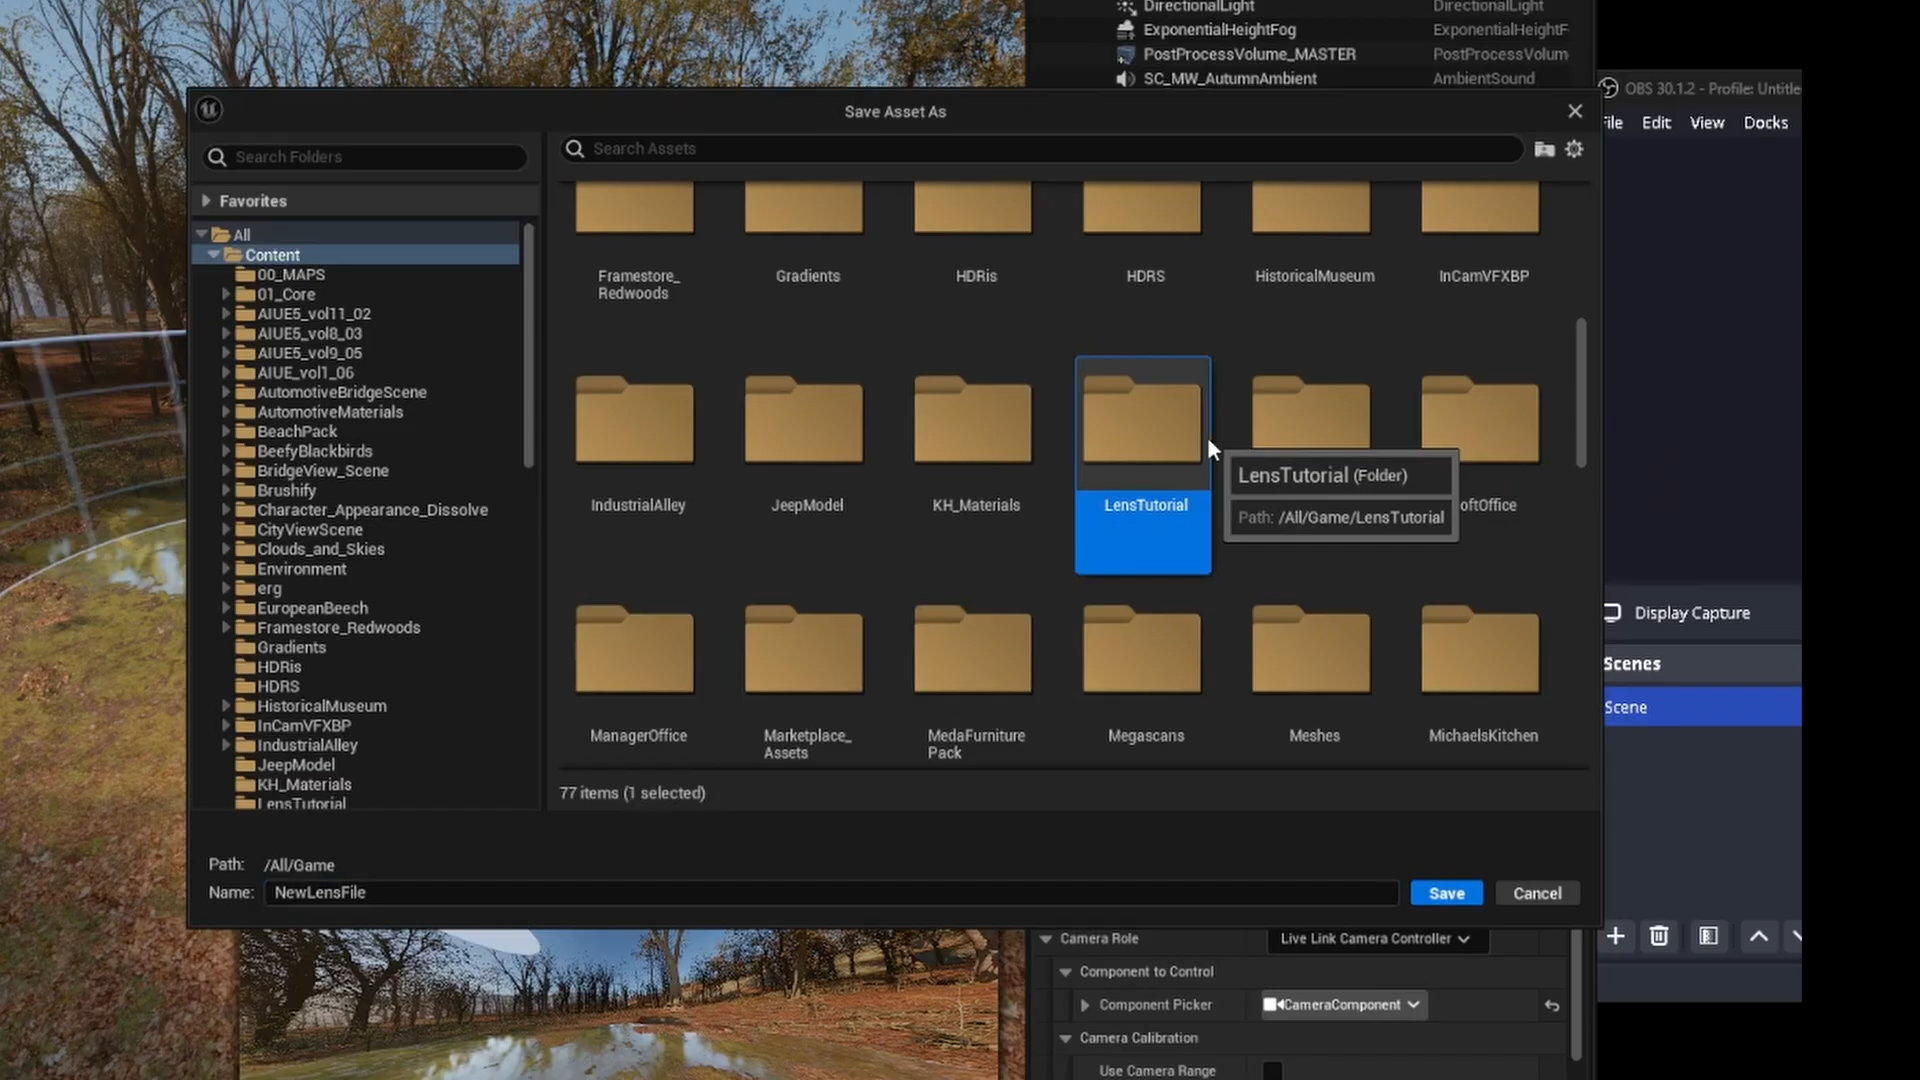 DirectionalLight DirectionalLight
ExponentialHeightFog ExponentialHeightF
PostProcessVolume_MASTER PostProcessVolum
SC_MW_AutumnAmbient AmbientSound
OBS 30.1.2 - Profile: Untitle
File Edit View Docks
Save Asset As
Search Folders
Search Assets
Favorites
All
Content
00_MAPS
01_Core
AIUE5_vol11_02
AIUE5_vol8_03
AIUE5_vol9_05
AIUE_vol1_06
AutomotiveBridgeScene
AutomotiveMaterials
BeachPack
BeefyBlackbirds
BridgeView_Scene
Brushify
Character_Appearance_Dissolve
CityViewScene
Clouds_and_Skies
Environment
erg
EuropeanBeech
Framestore_Redwoods
Gradients
HDRis
HDRS
HistoricalMuseum
InCamVFXBP
IndustrialAlley
JeepModel
KH_Materials
LensTutorial
Framestore_
Redwoods
Gradients
HDRis
HDRS
HistoricalMuseum
InCamVFXBP
IndustrialAlley
JeepModel
KH_Materials
LensTutorial
oftOffice
LensTutorial (Folder)
Path: /All/Game/LensTutorial
ManagerOffice
Marketplace_
Assets
MedaFurniture
Pack
Megascans
Meshes
MichaelsKitchen
77 items (1 selected)
Path: /All/Game
Name: NewLensFile
Save
Cancel
Display Capture
Scenes
Scene
Camera Role Live Link Camera Controller
Component to Control
Component Picker CameraComponent
Camera Calibration
Use Camera Range